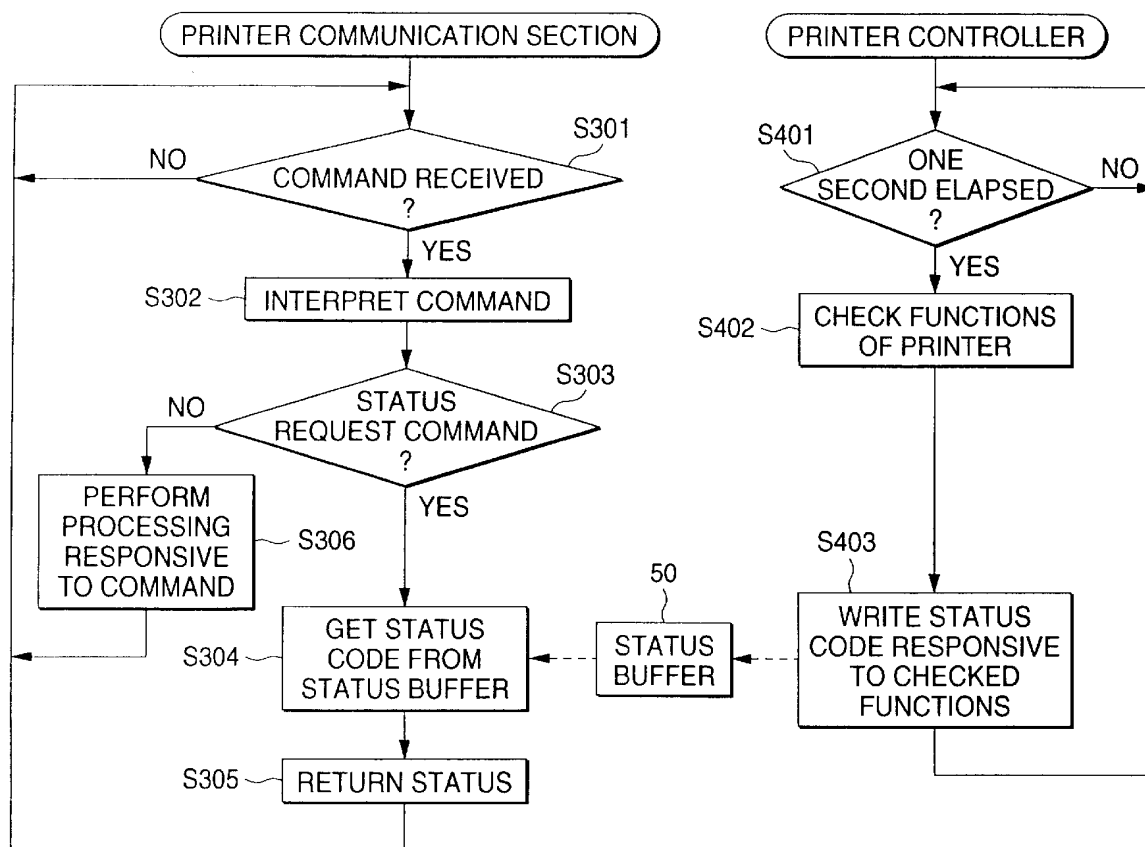 PRINTER COMMUNICATION SECTION
S301
NO
COMMAND RECEIVED
?
YES
S302
INTERPRET COMMAND
S303
NO
STATUS
REQUEST COMMAND
?
YES
PERFORM
PROCESSING
RESPONSIVE
TO COMMAND
S306
S304
GET STATUS
CODE FROM
STATUS BUFFER
50
STATUS
BUFFER
S305
RETURN STATUS
PRINTER CONTROLLER
S401
ONE
SECOND ELAPSED
?
NO
YES
S402
CHECK FUNCTIONS
OF PRINTER
S403
WRITE STATUS
CODE RESPONSIVE
TO CHECKED
FUNCTIONS